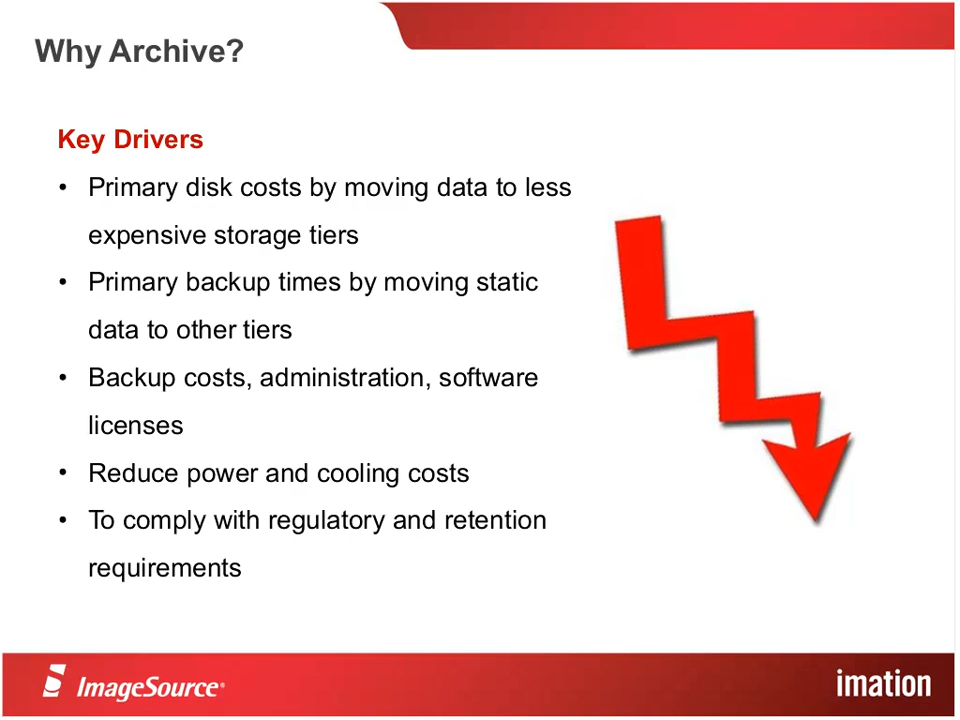 Why Archive?
Key Drivers
• Primary disk costs by moving data to less
expensive storage tiers
• Primary backup times by moving static
data to other tiers
• Backup costs, administration, software
licenses
• Reduce power and cooling costs
• To comply with regulatory and retention
requirements
ImageSource®
imation